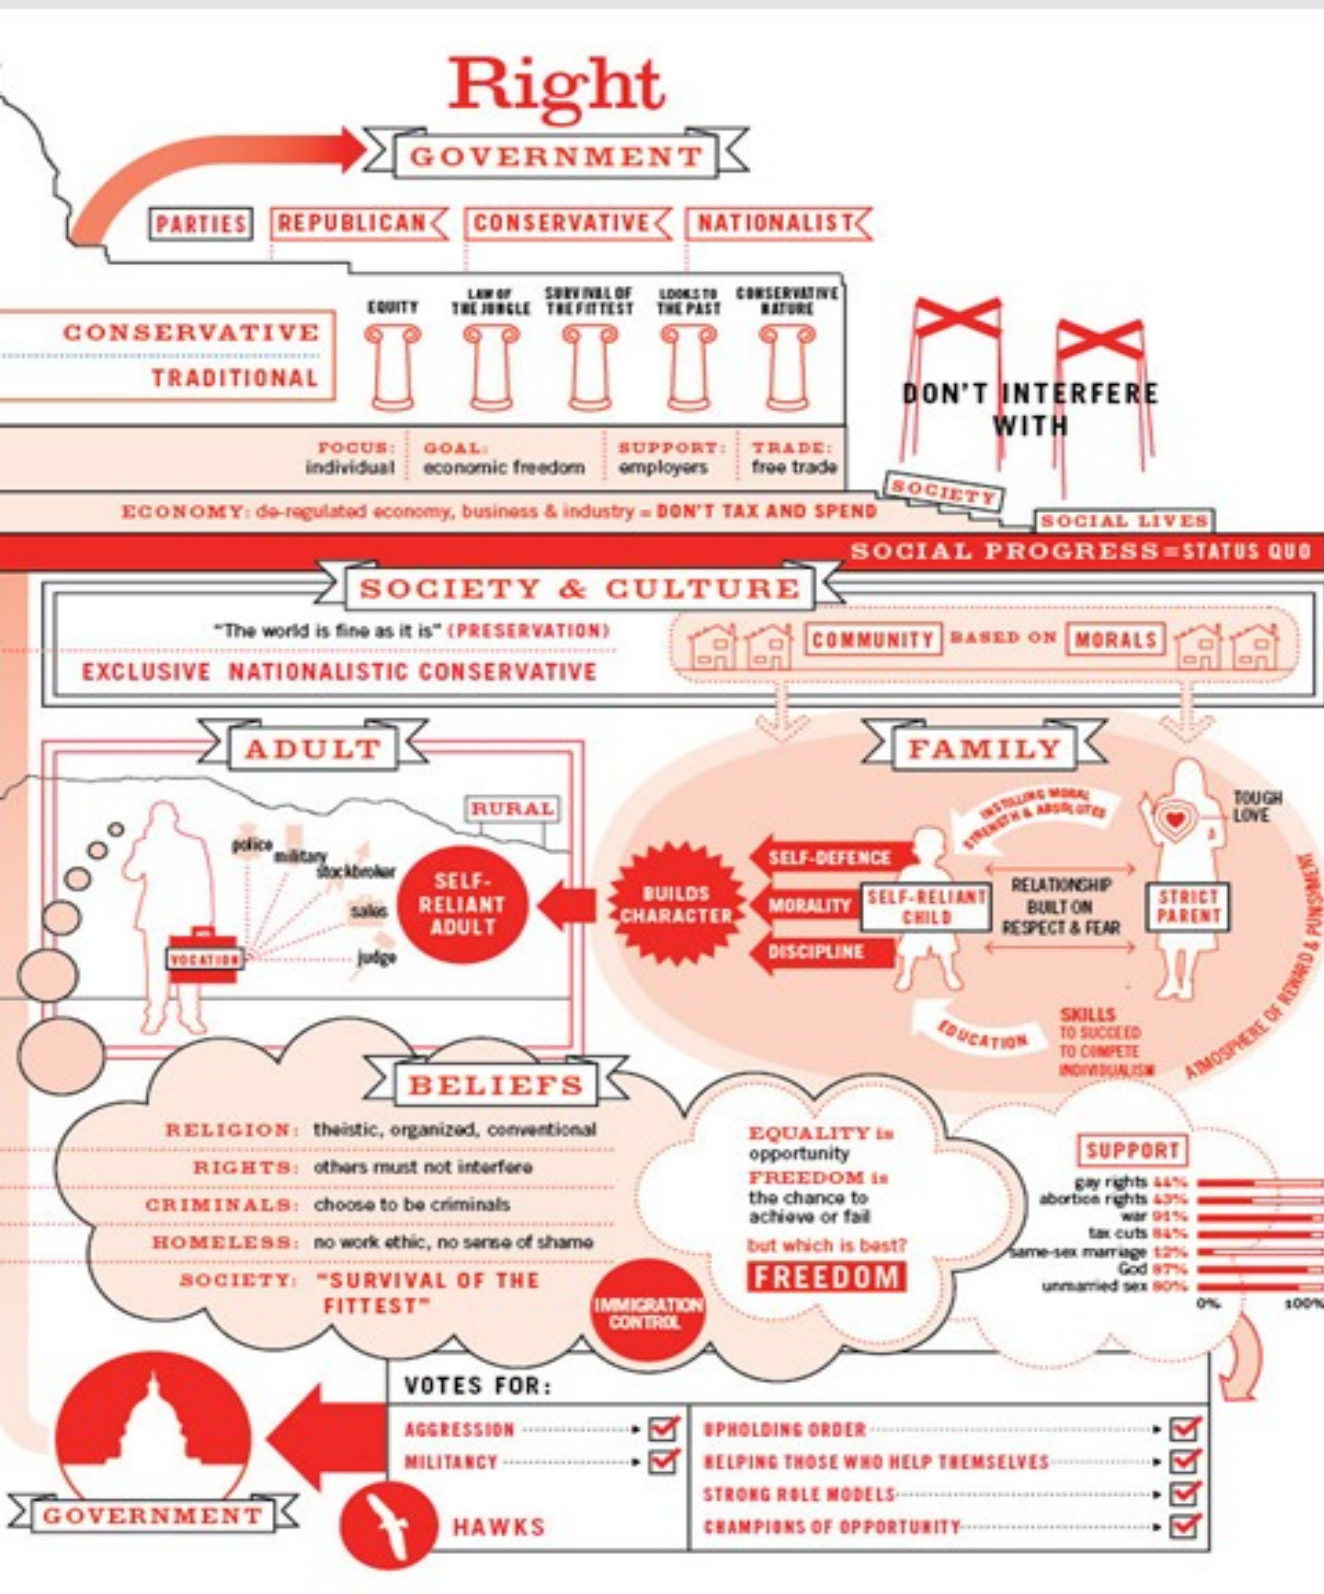 Right
GOVERNMENT
PARTIES
REPUBLICAN
CONSERVATIVE
NATIONALIST
CONSERVATIVE
TRADITIONAL
EQUITY
LAW OF
THE JUNGLE
SURVIVAL OF
THE FITTEST
LOOKS TO
THE PAST
CONSERVATIVE
NATURE
DON'T INTERFERE
WITH
FOCUS:
individual
GOAL:
economic freedom
SUPPORT:
employers
TRADE:
free trade
SOCIETY
SOCIAL LIVES
ECONOMY: de-regulated economy, business & industry = DON'T TAX AND SPEND
SOCIAL PROGRESS=STATUS QUO
SOCIETY & CULTURE
"The world is fine as it is" (PRESERVATION)
EXCLUSIVE NATIONALISTIC CONSERVATIVE
COMMUNITY BASED ON MORALS
ADULT
RURAL
police
military
stockbroker
sales
judge
VOCATION
SELF-
RELIANT
ADULT
FAMILY
BUILDS
CHARACTER
SELF-DEFENCE
MORALITY
DISCIPLINE
SELF-RELIANT
CHILD
INSTILLING MORAL
STRENGTH & ABSOLUTES
RELATIONSHIP
BUILT ON
RESPECT & FEAR
STRICT
PARENT
TOUGH
LOVE
ATMOSPHERE OF REWARD & PUNISHMENT
EDUCATION
SKILLS
TO SUCCEED
TO COMPETE
INDIVIDUALISM
BELIEFS
RELIGION: theistic, organized, conventional
RIGHTS: others must not interfere
CRIMINALS: choose to be criminals
HOMELESS: no work ethic, no sense of shame
SOCIETY: "SURVIVAL OF THE
FITTEST"
IMMIGRATION
CONTROL
EQUALITY is
opportunity
FREEDOM is
the chance to
achieve or fail
but which is best?
FREEDOM
SUPPORT
gay rights 44%
abortion rights 43%
war 91%
tax cuts
same-sex marriage 12%
God 97%
unmarried sex
0% 100%
VOTES FOR:
AGGRESSION
MILITANCY
HAWKS
UPHOLDING ORDER
HELPING THOSE WHO HELP THEMSELVES
STRONG ROLE MODELS
CHAMPIONS OF OPPORTUNITY
GOVERNMENT